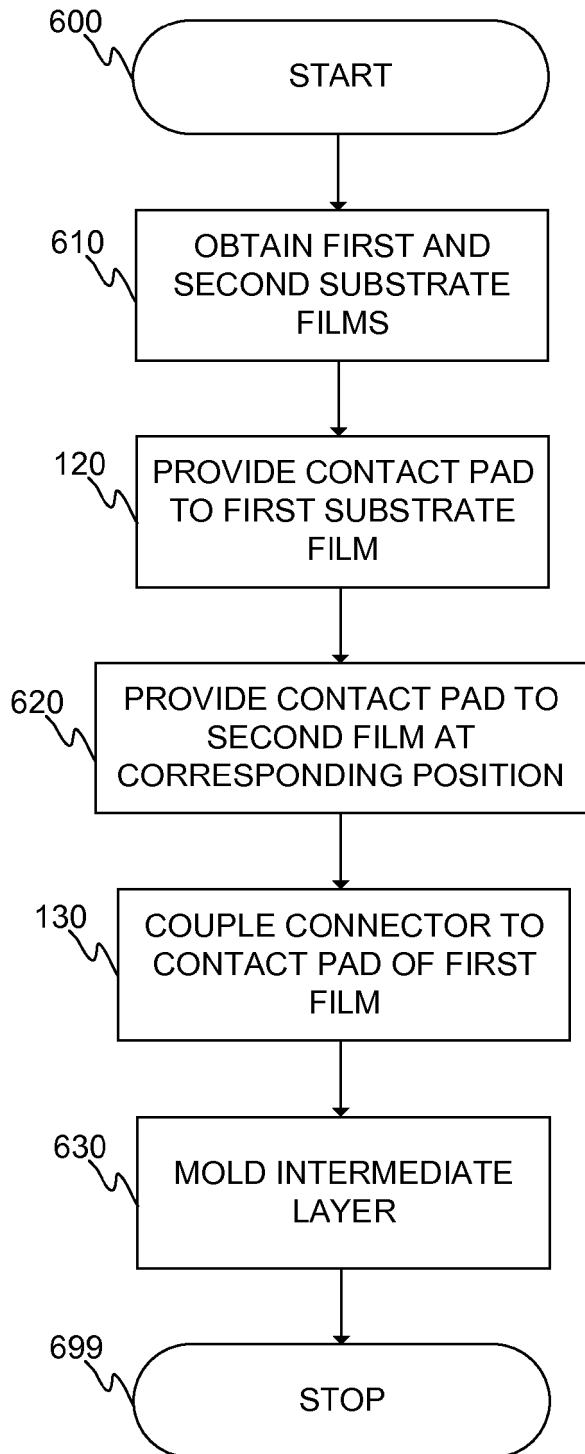 600
START
610
OBTAIN FIRST AND
SECOND SUBSTRATE
FILMS
120
PROVIDE CONTACT PAD
TO FIRST SUBSTRATE
FILM
620
PROVIDE CONTACT PAD TO
SECOND FILM AT
CORRESPONDING POSITION
130
COUPLE CONNECTOR TO
CONTACT PAD OF FIRST
FILM
630
MOLD INTERMEDIATE
LAYER
699
STOP